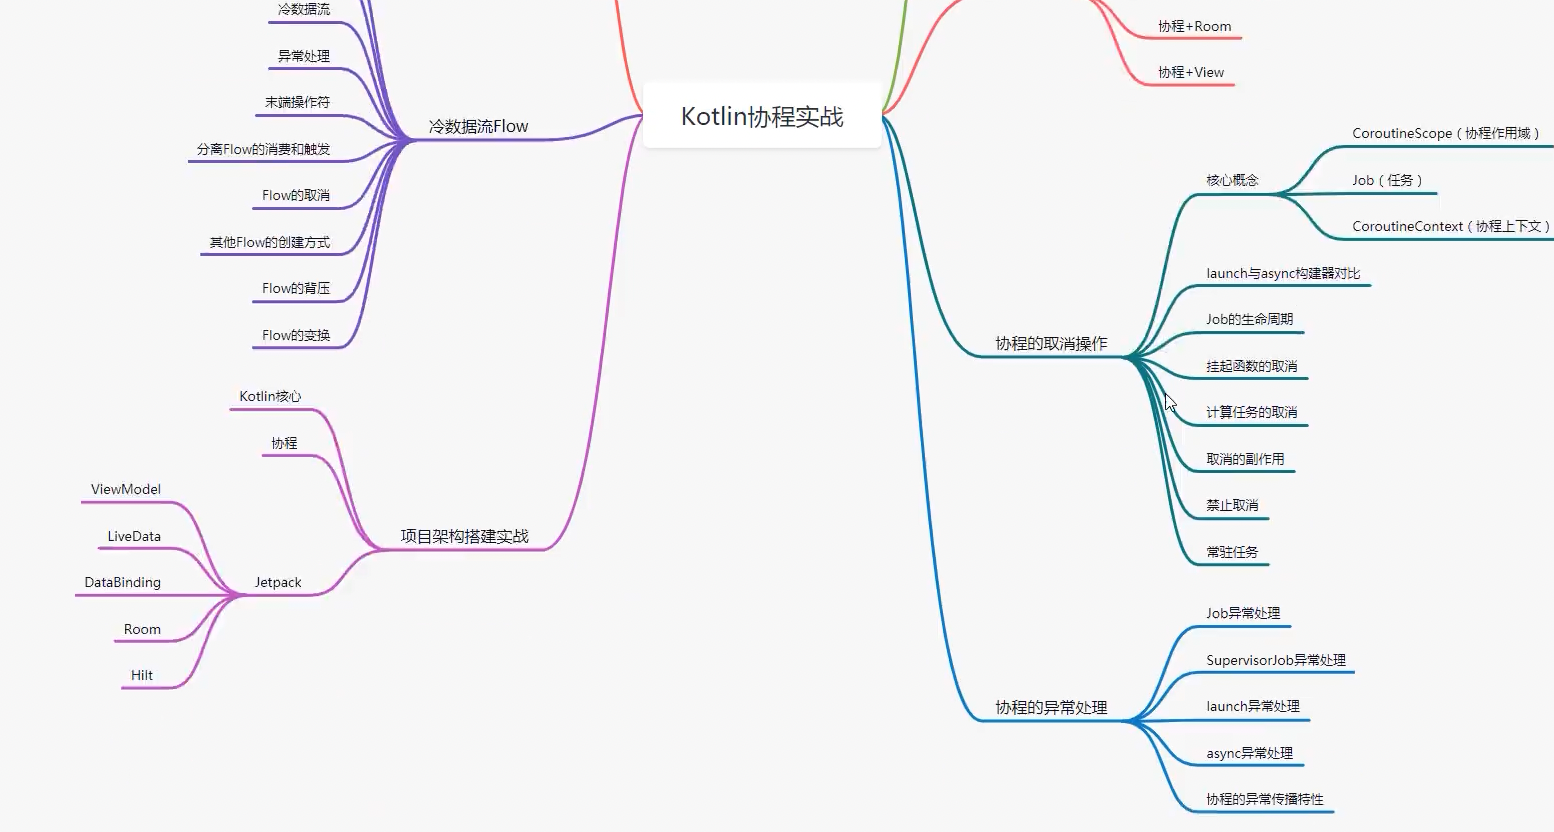 Kotlin协程实战
冷数据流Flow
冷数据流
异常处理
末端操作符
分离Flow的消费和触发
Flow的取消
其他Flow的创建方式
Flow的背压
Flow的变换
项目架构搭建实战
Kotlin核心
协程
Jetpack
ViewModel
LiveData
DataBinding
Room
Hilt
协程+Room
协程+View
协程的取消操作
核心概念
CoroutineScope（协程作用域）
Job（任务）
CoroutineContext（协程上下文）
launch与async构建器对比
Job的生命周期
挂起函数的取消
计算任务的取消
取消的副作用
禁止取消
常驻任务
协程的异常处理
Job异常处理
SupervisorJob异常处理
launch异常处理
async异常处理
协程的异常传播特性